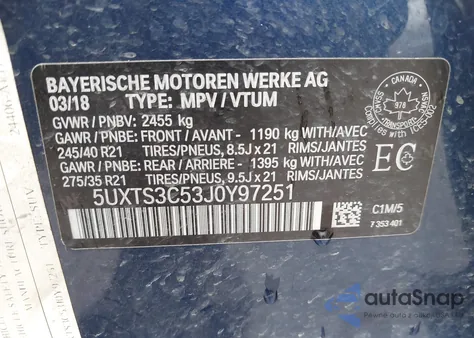 BAYERISCHE MOTOREN WERKE AG
03/18 TYPE: MPV / VTUM
GVWR / PNBV: 2455 kg
GAWR / PNBE: FRONT / AVANT - 1190 kg WITH/AVEC
245/40 R21 TIRES/PNEUS, 8.5J x 21 RIMS/JANTES
GAWR / PNBE: REAR / ARRIERE - 1395 kg WITH/AVEC
275/35 R21 TIRES/PNEUS, 9.5J x 21 RIMS/JANTES
5UXTS3C53J0Y97251
CANADA
978
TRANSPORT
EC
C1M/5
7 353 401
autoSnap